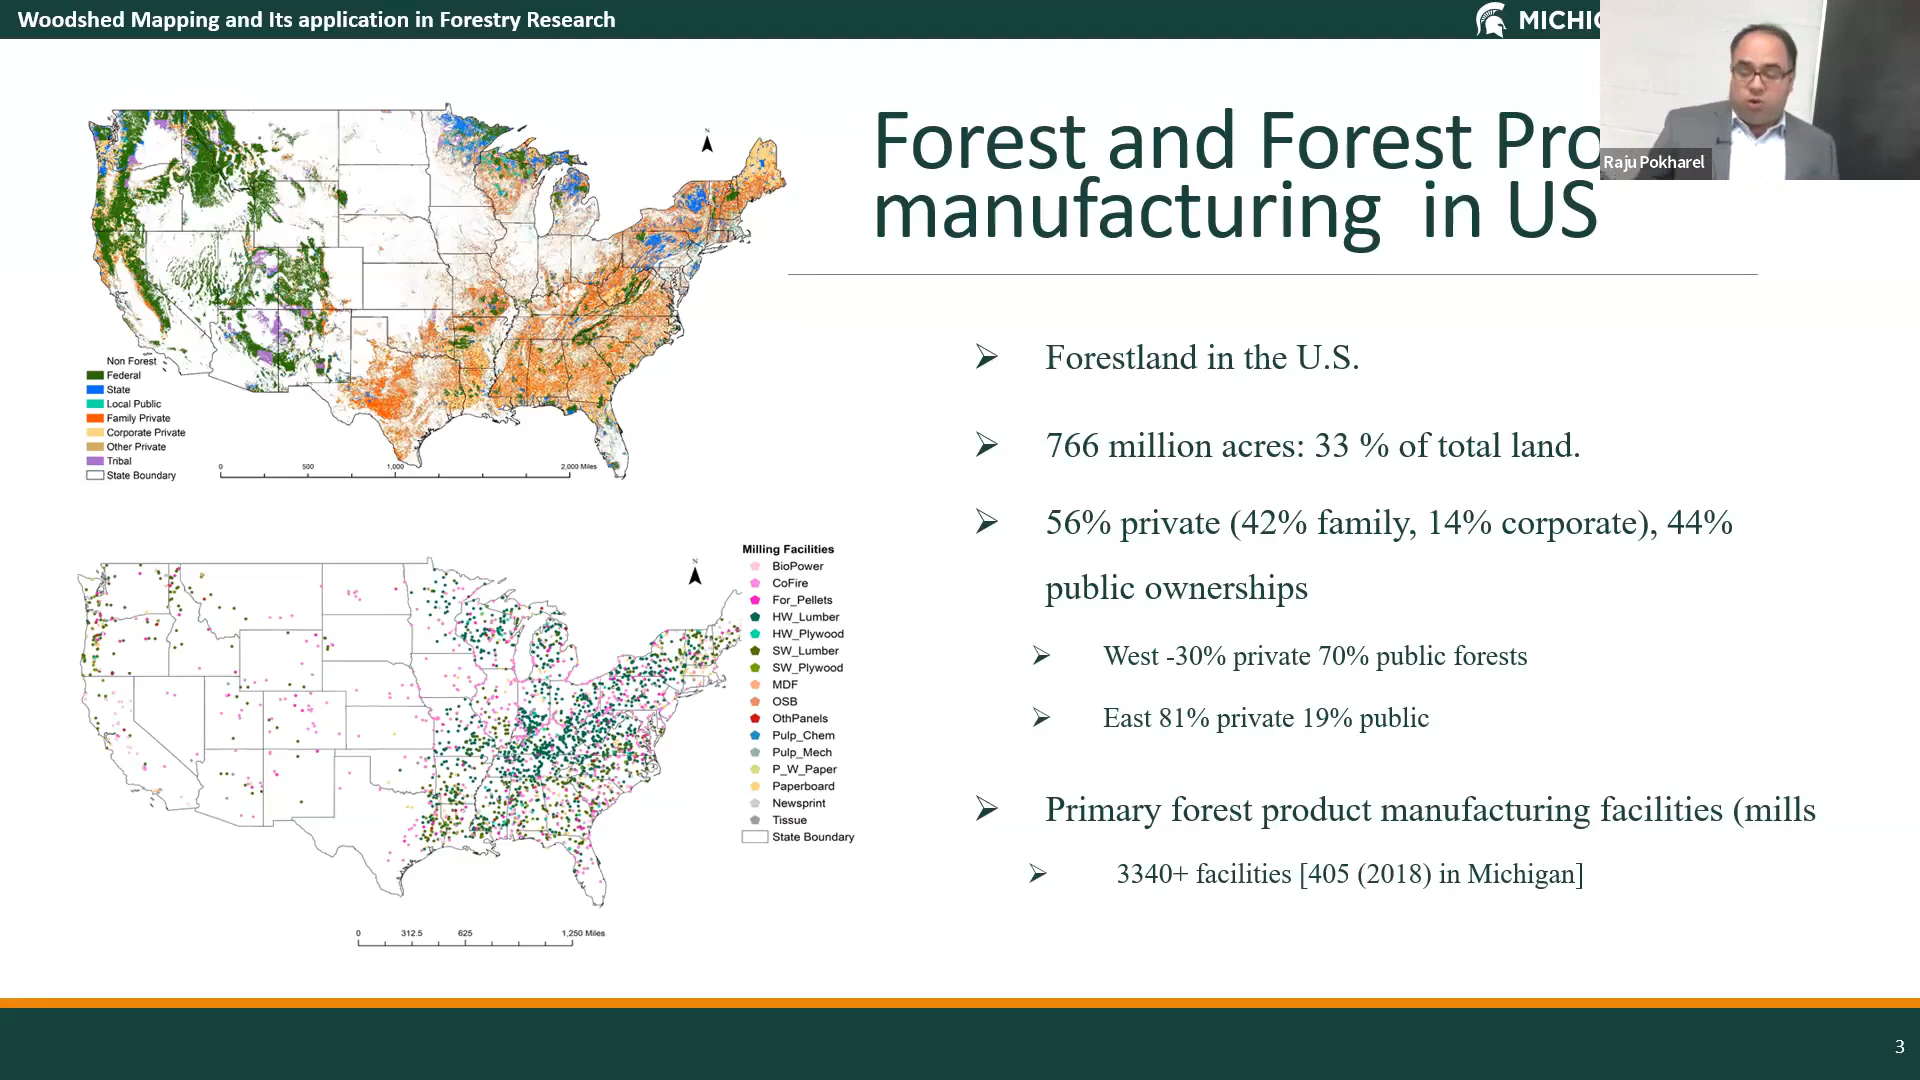 Woodshed Mapping and Its application in Forestry Research
MICHIG
Raju Pokharel
Forest and Forest Pro
manufacturing in US
N
Non Forest
Federal
State
Local Public
Family Private
Corporate Private
Other Private
Tribal
State Boundary
0 500 1,000 2,000 Miles
Forestland in the U.S.
766 million acres: 33 % of total land.
56% private (42% family, 14% corporate), 44%
public ownerships
West -30% private 70% public forests
East 81% private 19% public
Primary forest product manufacturing facilities (mills
3340+ facilities [405 (2018) in Michigan]
N
Milling Facilities
BioPower
CoFire
For_Pellets
HW_Lumber
HW_Plywood
SW_Lumber
SW_Plywood
MDF
OSB
OthPanels
Pulp_Chem
Pulp_Mech
P_W_Paper
Paperboard
Newsprint
Tissue
State Boundary
0 312.5 625 1,250 Miles
3